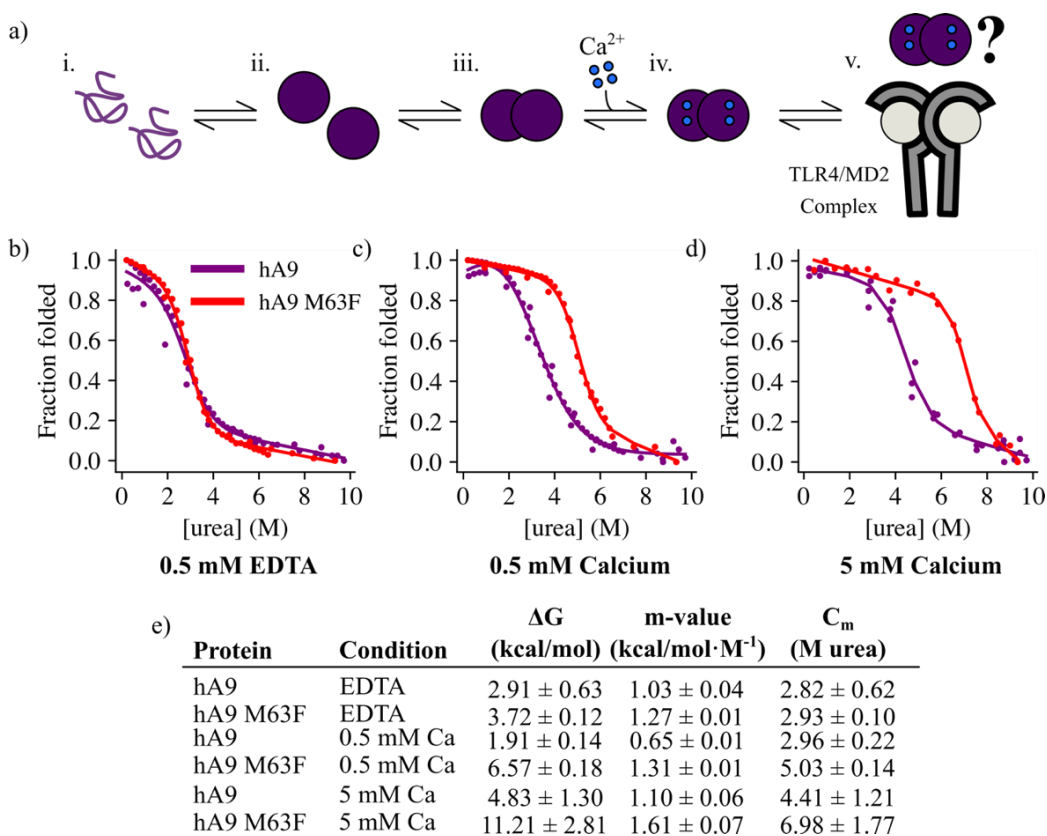 a)
i.
ii.
iii.
Ca²⁺
iv.
v.
?
TLR4/MD2
Complex
b)
c)
d)
hA9
hA9 M63F
Fraction folded
1.0
0.8
0.6
0.4
0.2
0.0
0 2 4 6 8 10
[urea] (M)
0.5 mM EDTA
Fraction folded
1.0
0.8
0.6
0.4
0.2
0.0
0 2 4 6 8 10
[urea] (M)
0.5 mM Calcium
Fraction folded
1.0
0.8
0.6
0.4
0.2
0.0
0 2 4 6 8 10
[urea] (M)
5 mM Calcium
e)
Protein Condition ΔG (kcal/mol) m-value (kcal/mol·M⁻¹) Cₘ (M urea)
hA9 EDTA 2.91 ± 0.63 1.03 ± 0.04 2.82 ± 0.62
hA9 M63F EDTA 3.72 ± 0.12 1.27 ± 0.01 2.93 ± 0.10
hA9 0.5 mM Ca 1.91 ± 0.14 0.65 ± 0.01 2.96 ± 0.22
hA9 M63F 0.5 mM Ca 6.57 ± 0.18 1.31 ± 0.01 5.03 ± 0.14
hA9 5 mM Ca 4.83 ± 1.30 1.10 ± 0.06 4.41 ± 1.21
hA9 M63F 5 mM Ca 11.21 ± 2.81 1.61 ± 0.07 6.98 ± 1.77